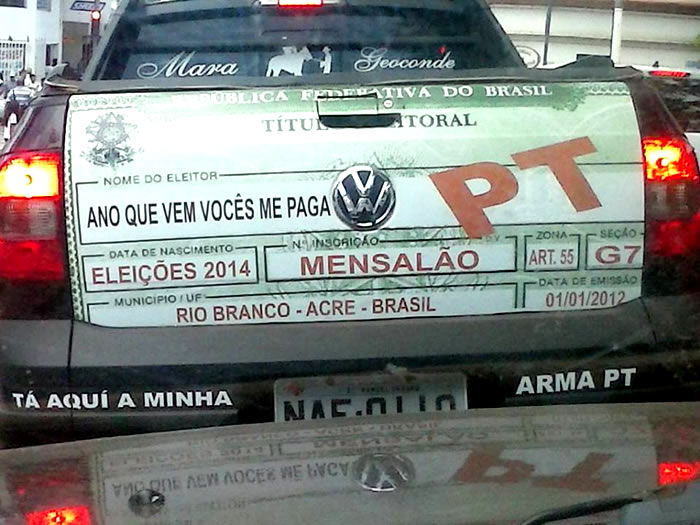 Mara Geoconde
REPÚBLICA FEDERATIVA DO BRASIL
TÍTULO ELEITORAL
NOME DO ELEITOR
ANO QUE VEM VOCÊS ME PAGA
PT
DATA DE NASCIMENTO
ELEIÇÕES 2014
Nº INSCRIÇÃO
MENSALÃO
ZONA
ART. 55
SEÇÃO
G7
MUNICÍPIO / UF
RIO BRANCO - ACRE - BRASIL
DATA DE EMISSÃO
01/01/2012
TÁ AQUÍ A MINHA ARMA PT